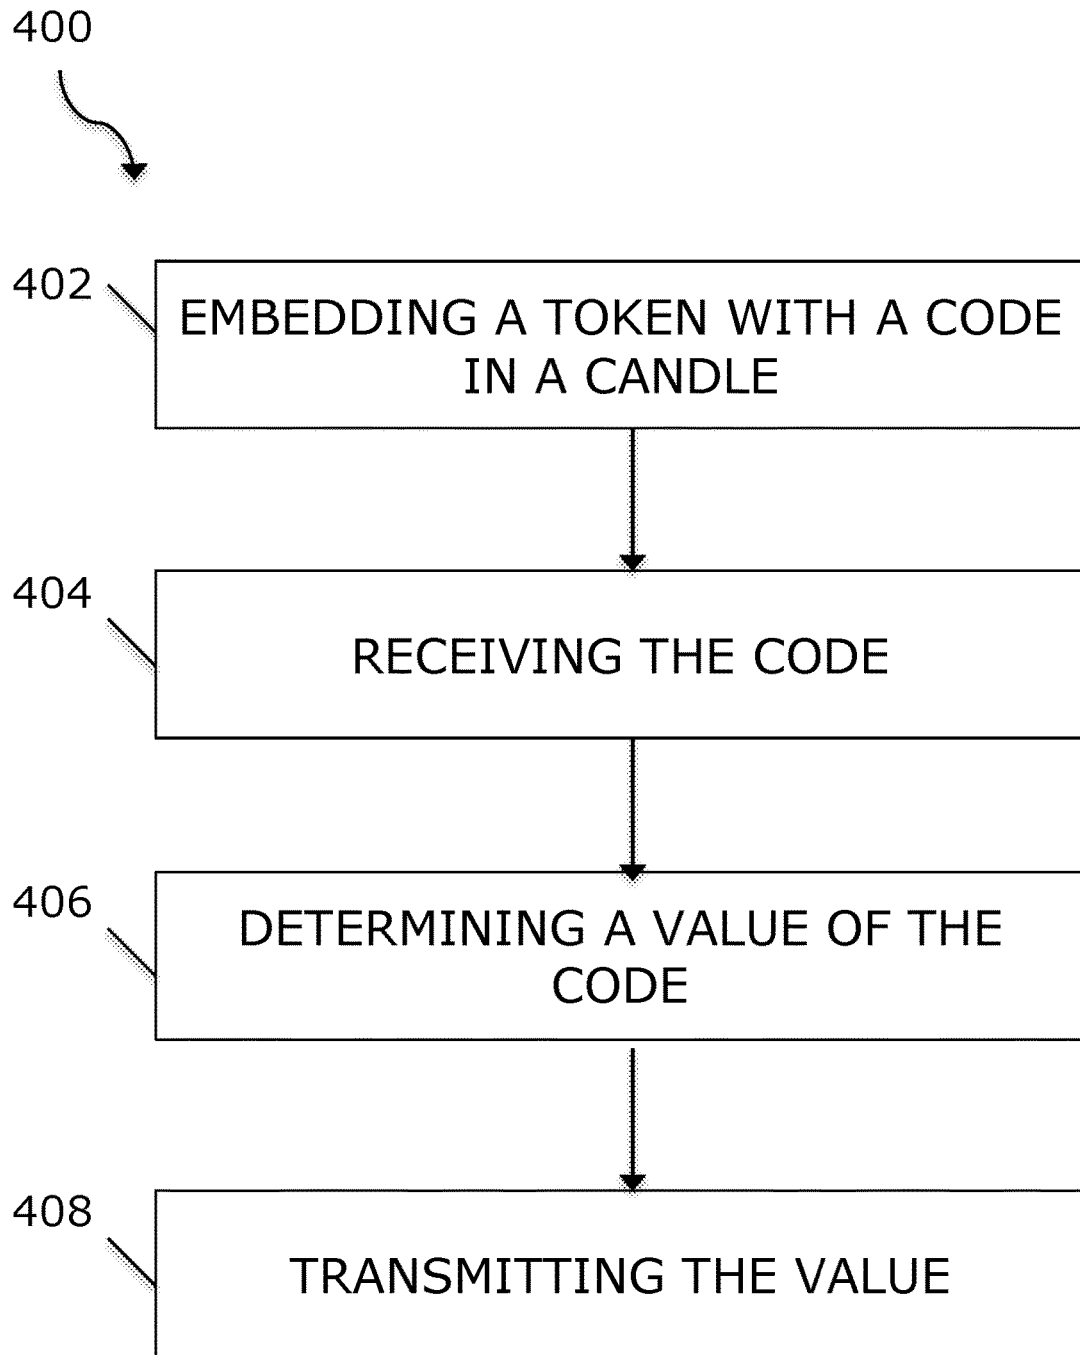 400
402
EMBEDDING A TOKEN WITH A CODE
IN A CANDLE
404
RECEIVING THE CODE
406
DETERMINING A VALUE OF THE
CODE
408
TRANSMITTING THE VALUE